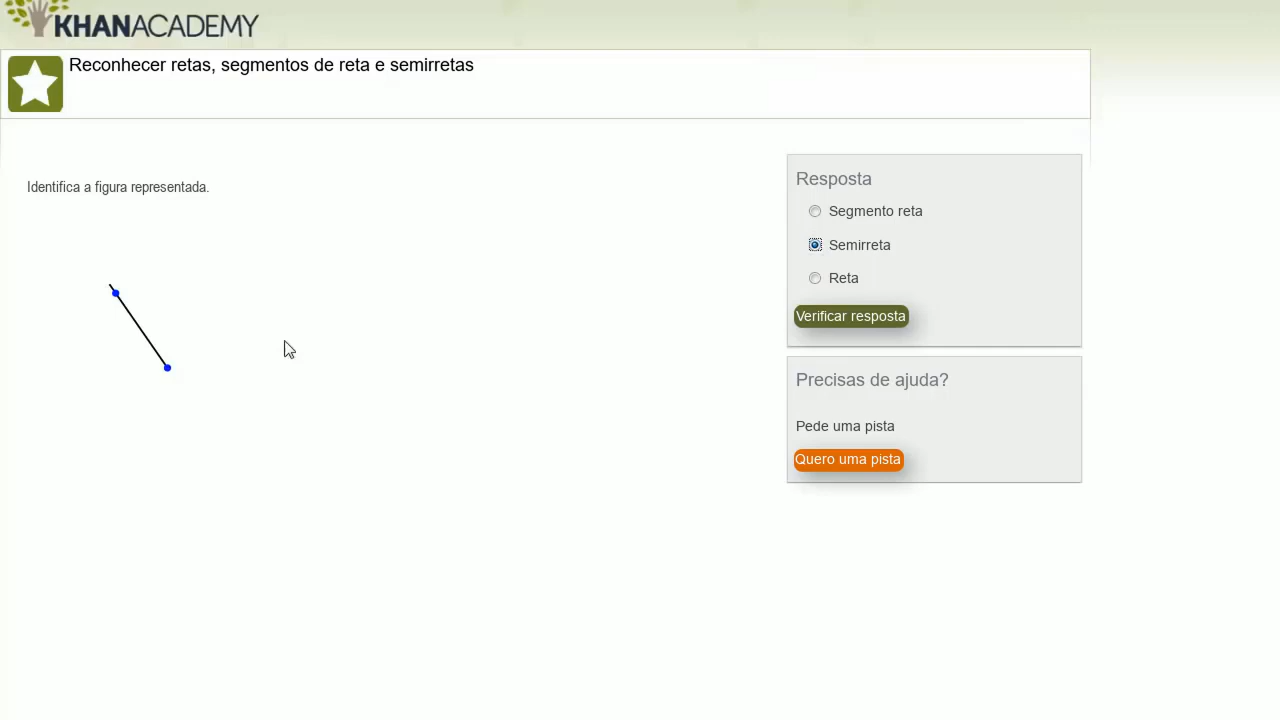 KHANACADEMY
Reconhecer retas, segmentos de reta e semirretas
Identifica a figura representada.
Resposta
Segmento reta
Semirreta
Reta
Verificar resposta
Precisas de ajuda?
Pede uma pista
Quero uma pista